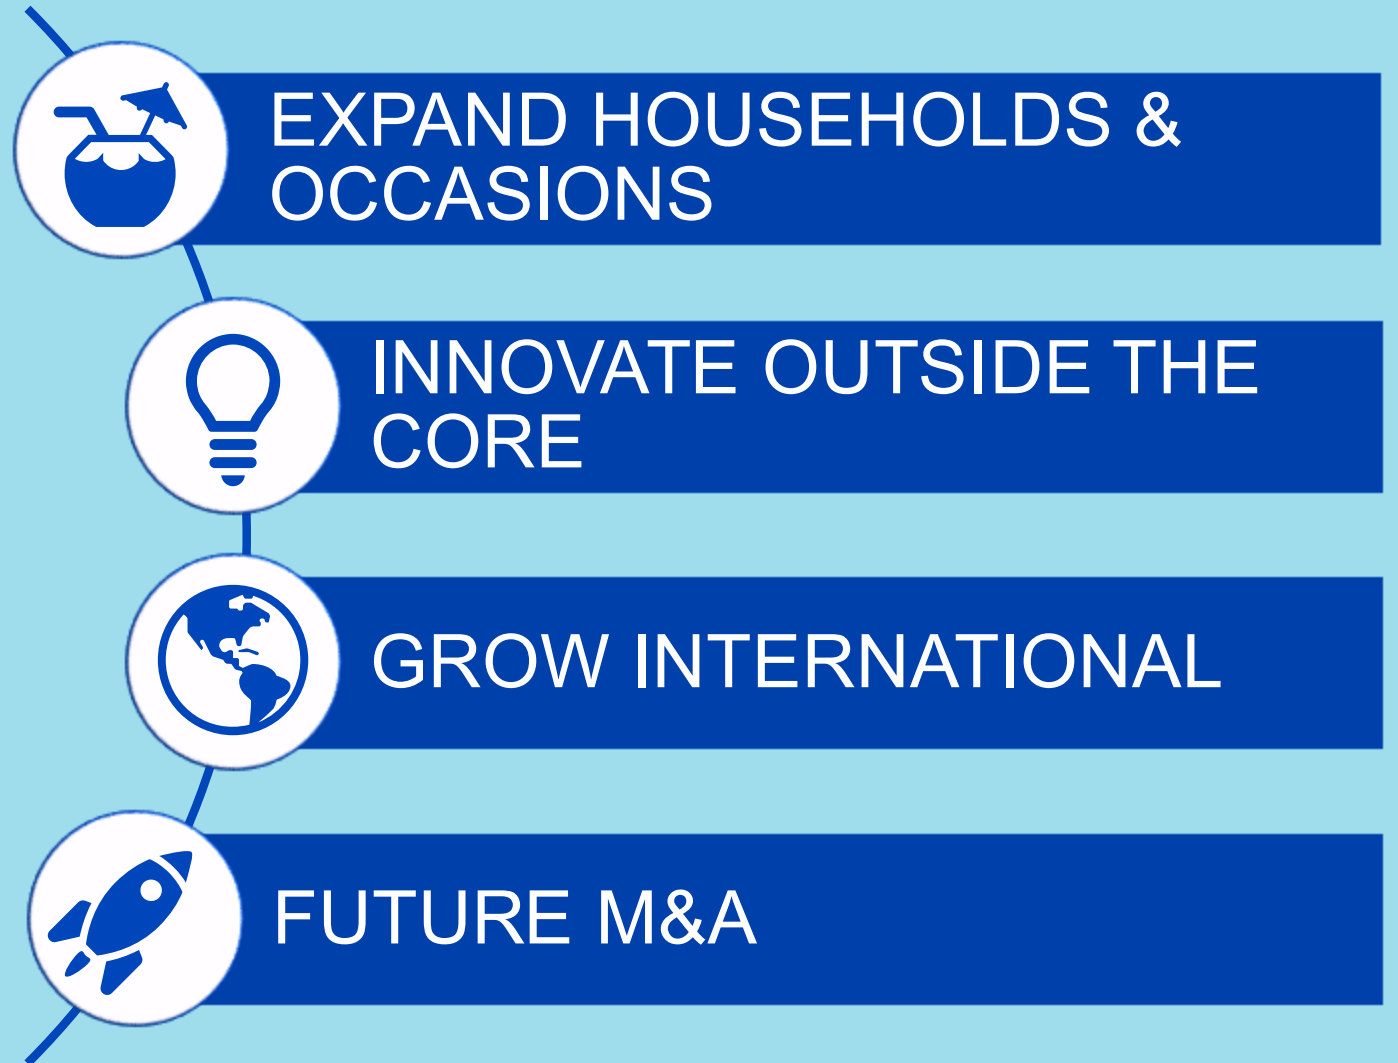 EXPAND HOUSEHOLDS &
OCCASIONS
INNOVATE OUTSIDE THE
CORE
GROW INTERNATIONAL
FUTURE M&A